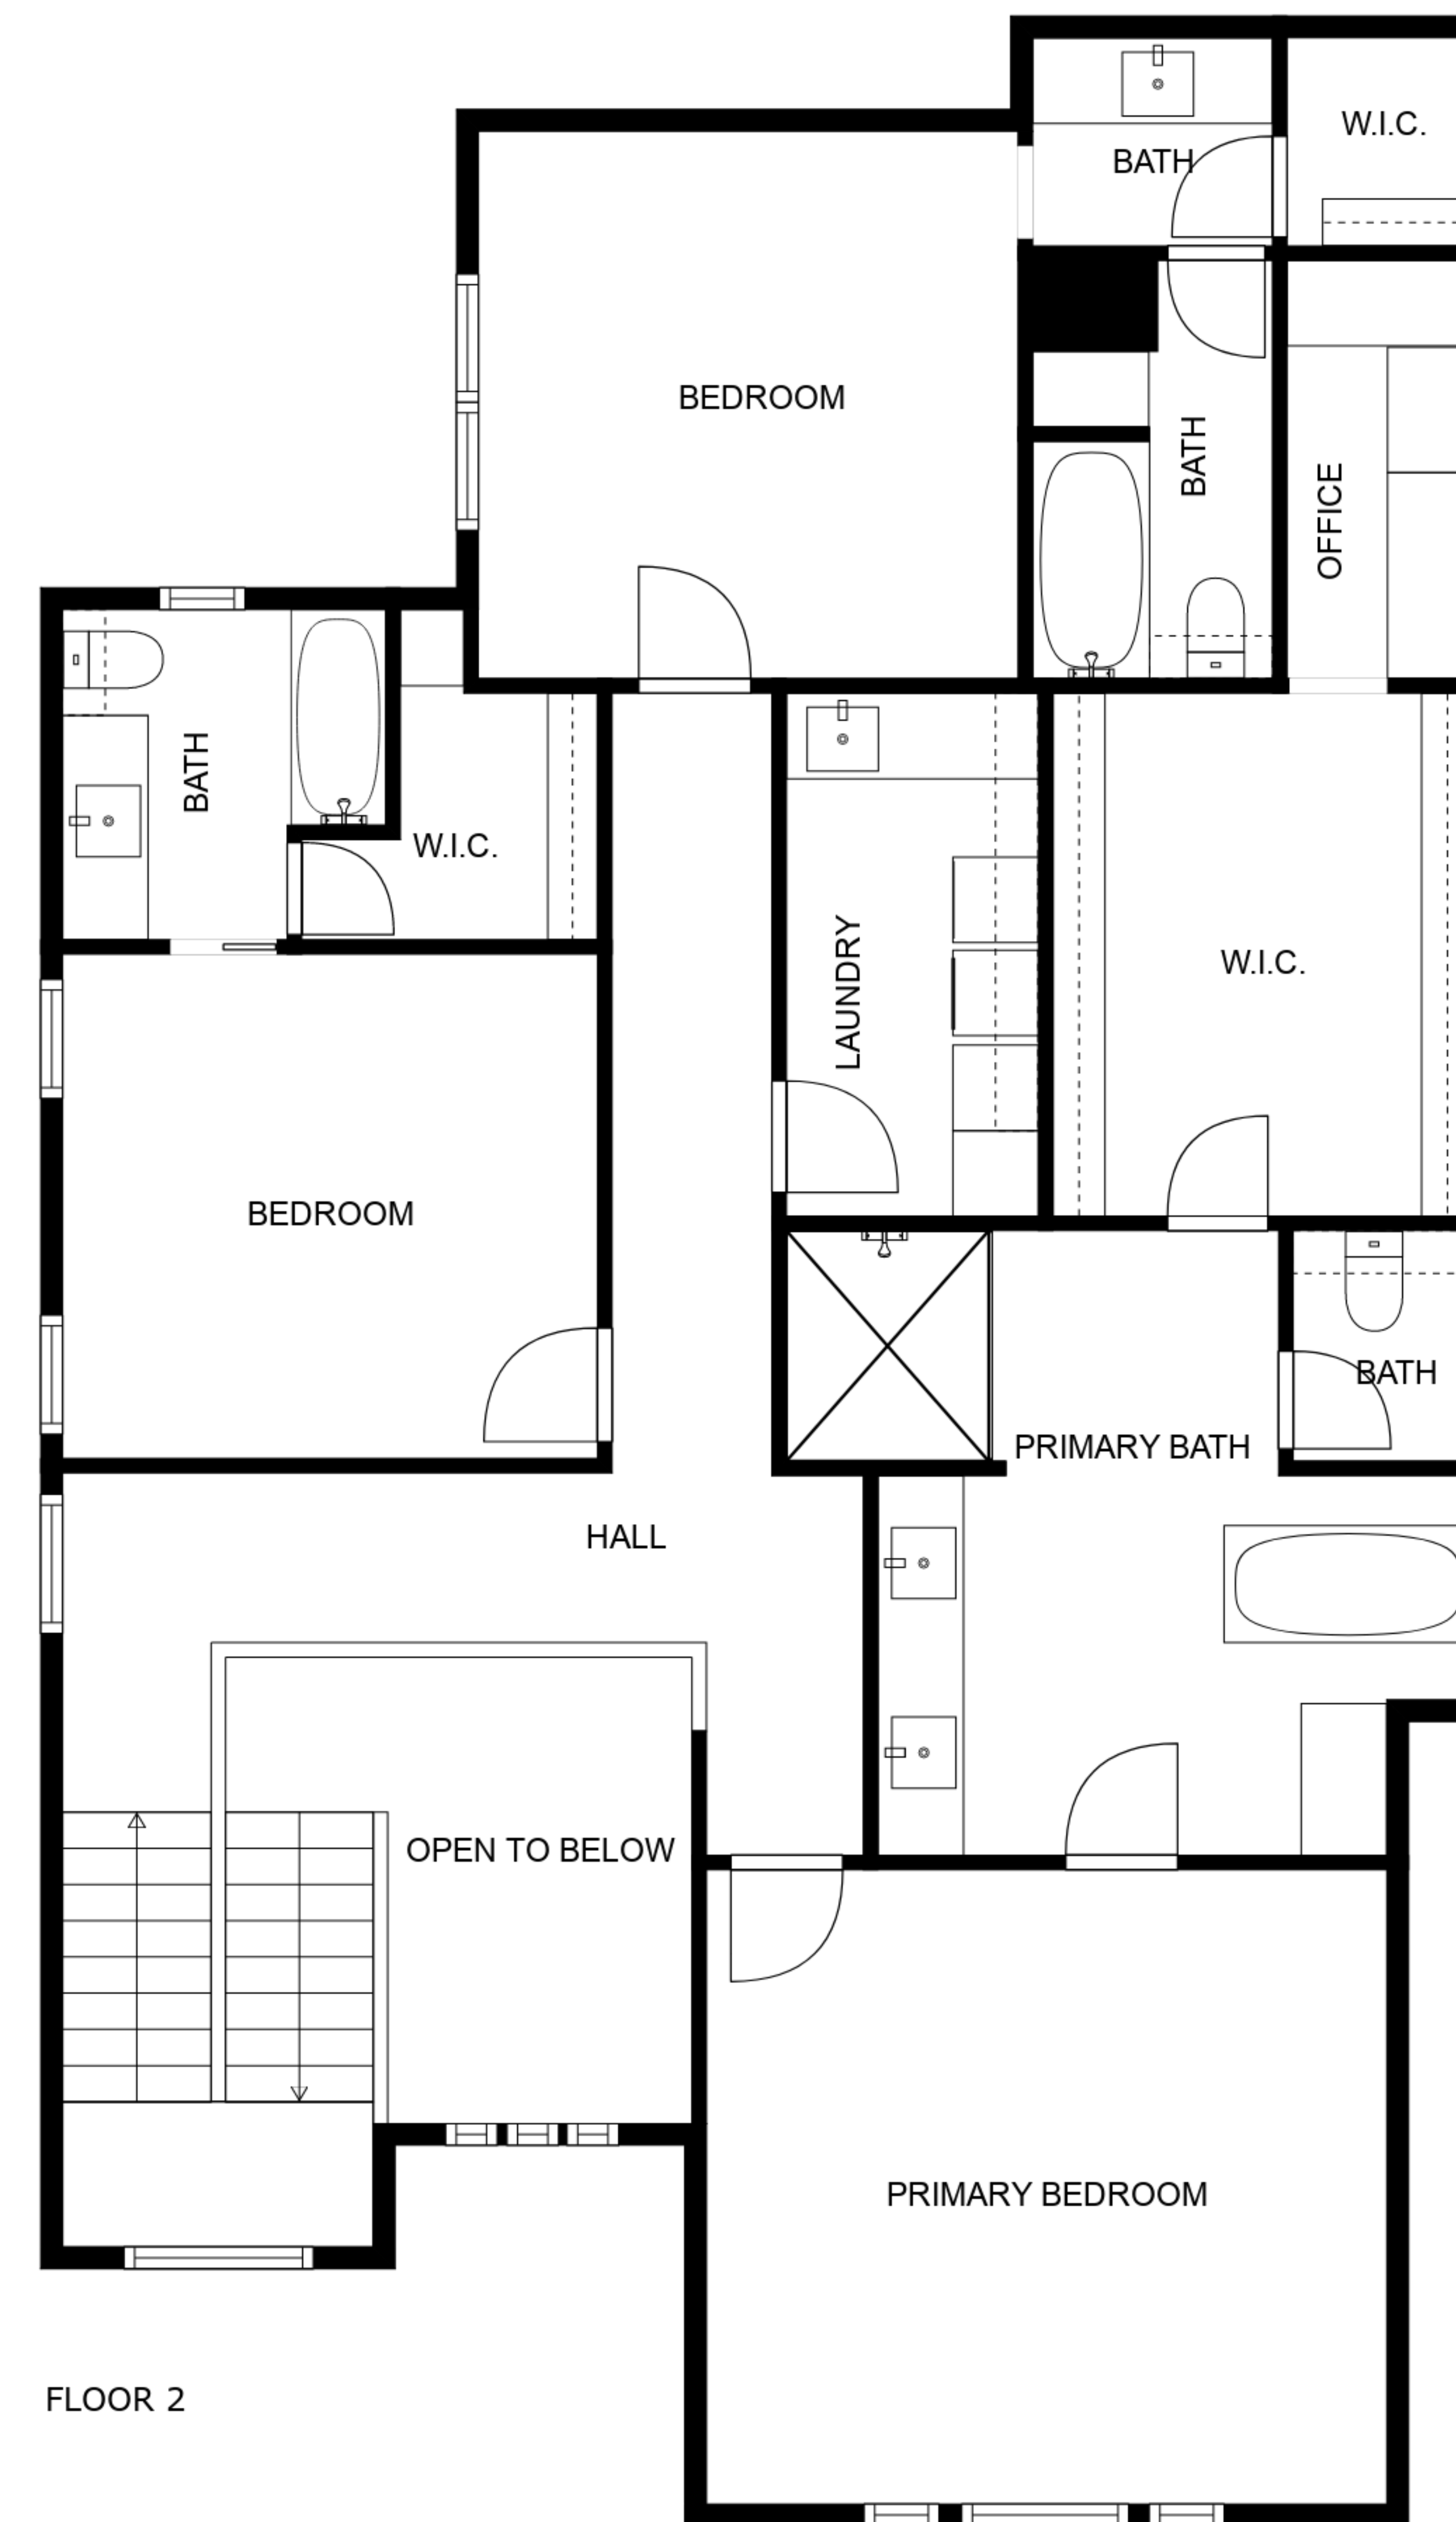 W.I.C.
BATH
BEDROOM
BATH
OFFICE
BATH
W.I.C.
LAUNDRY
W.I.C.
BEDROOM
BATH
PRIMARY BATH
HALL
OPEN TO BELOW
PRIMARY BEDROOM
FLOOR 2